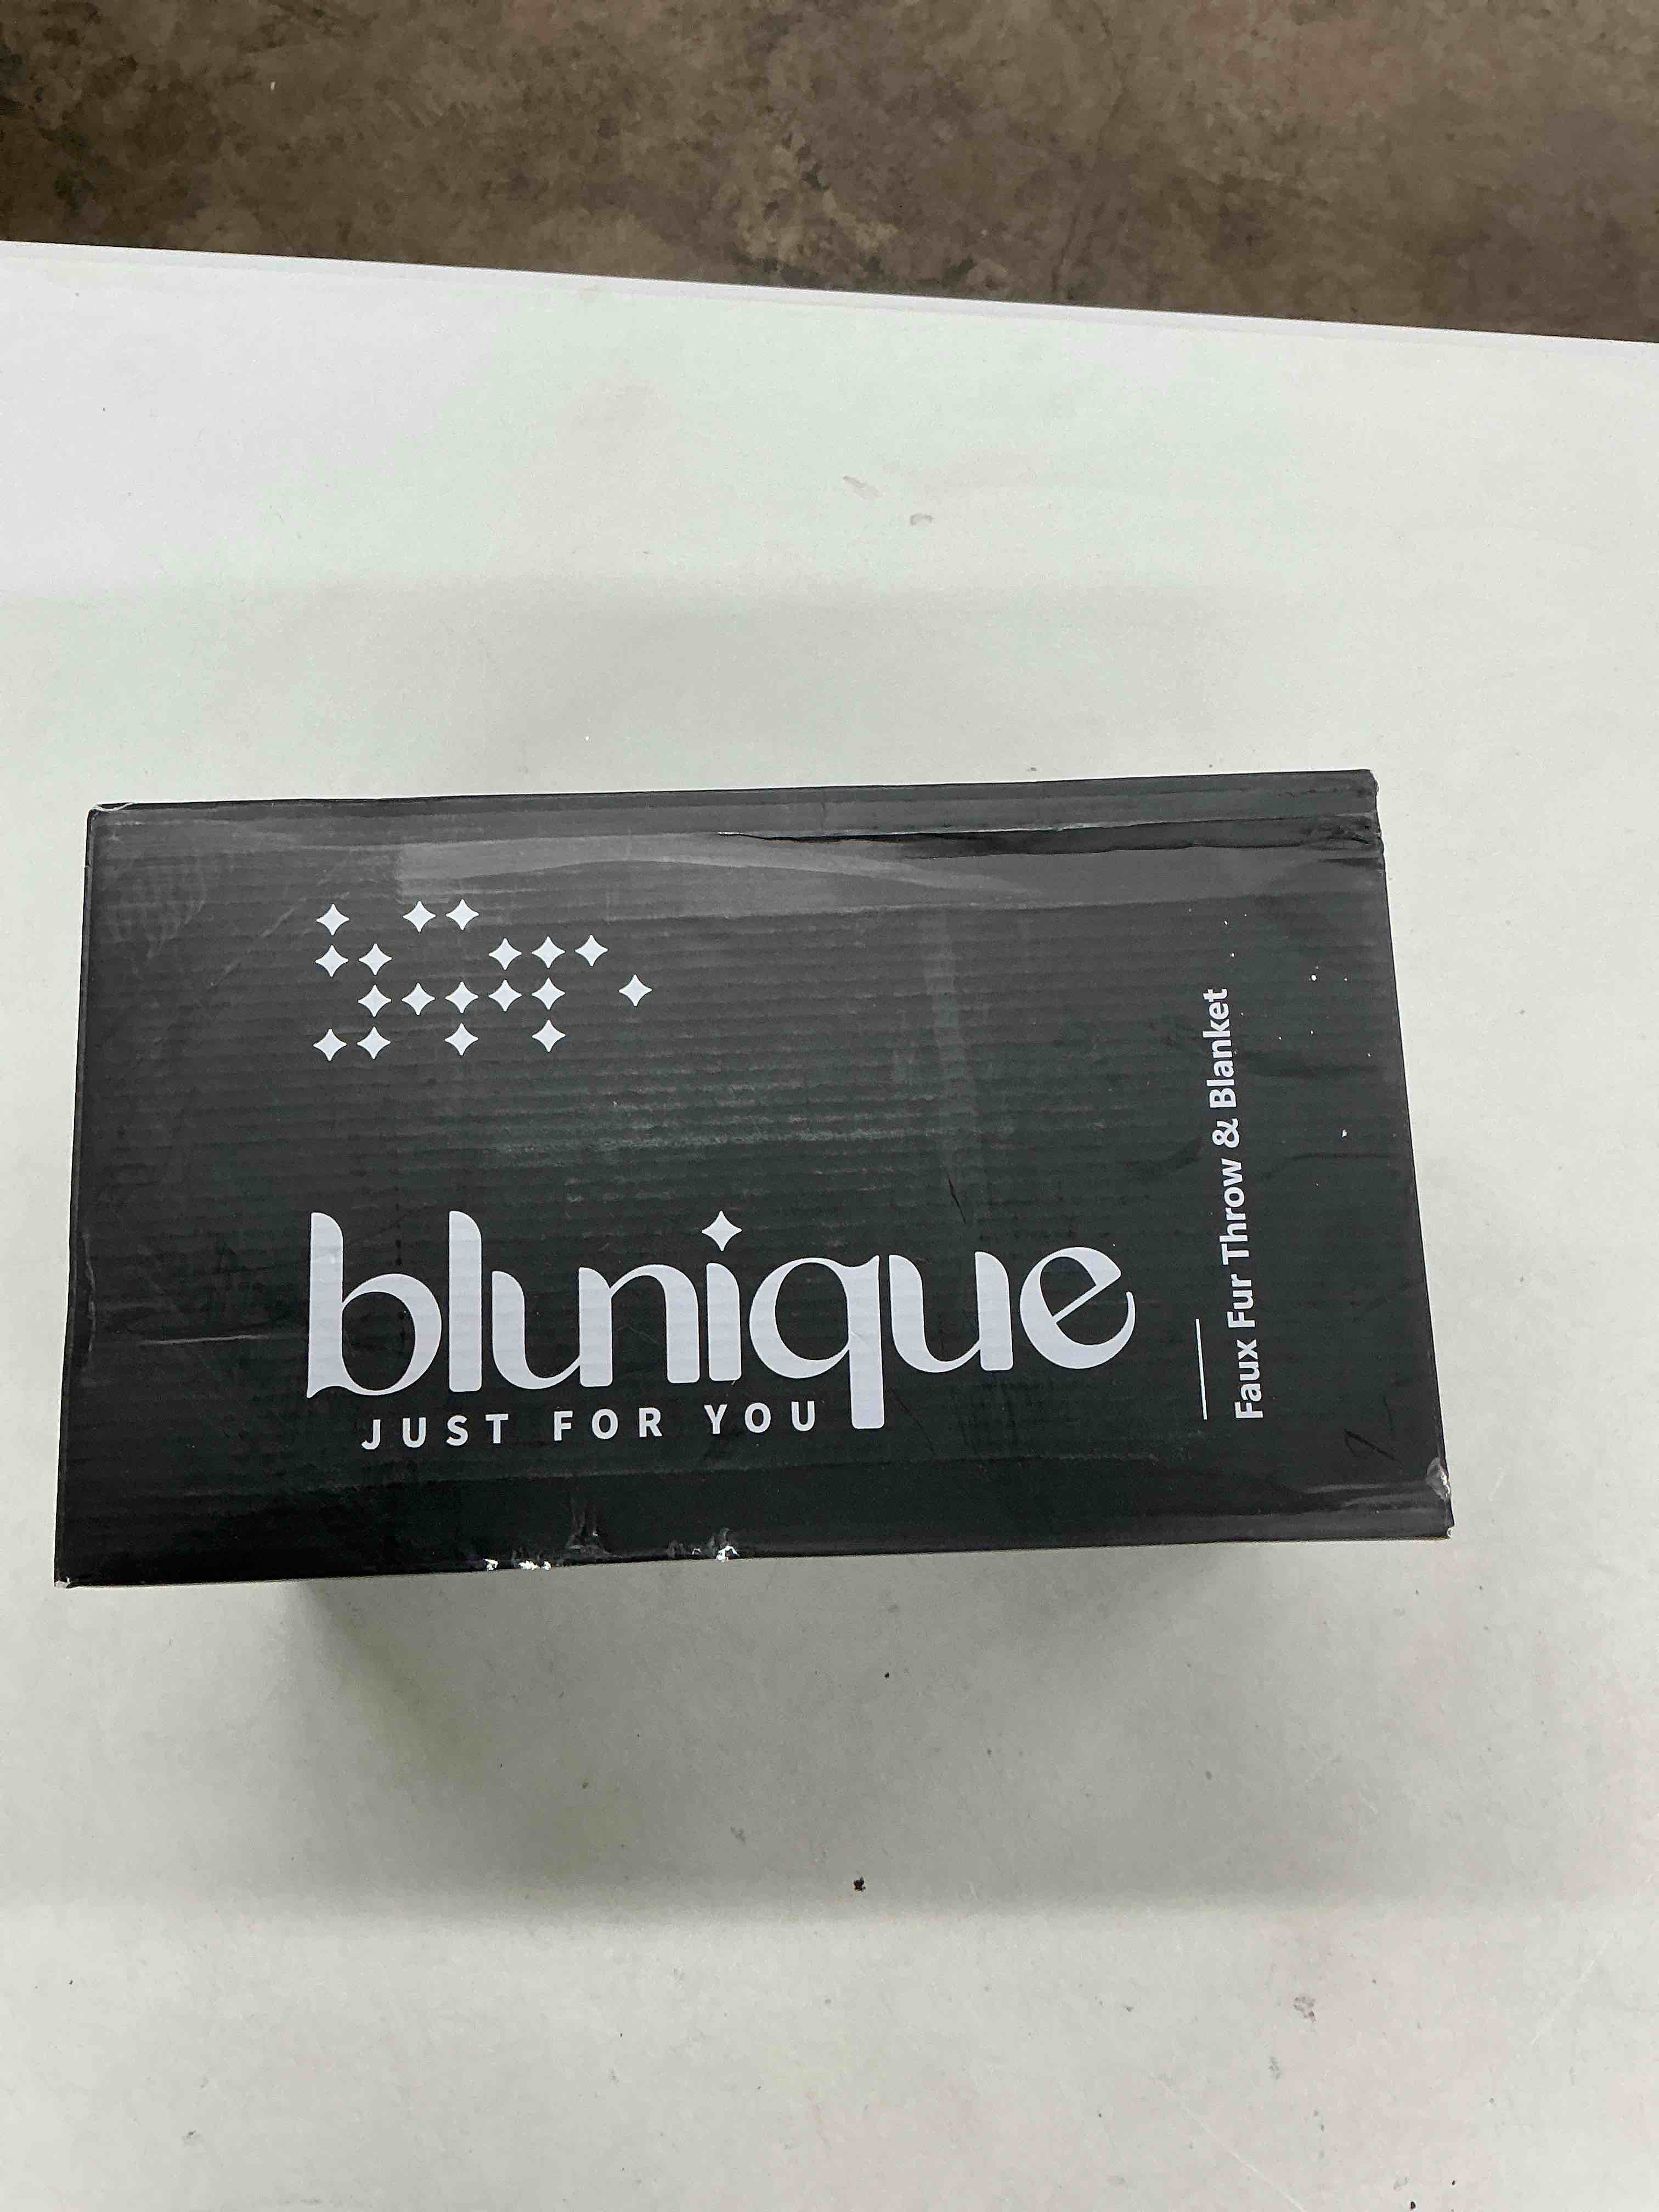 blunique
JUST FOR YOU
Faux Fur Throw & Blanket